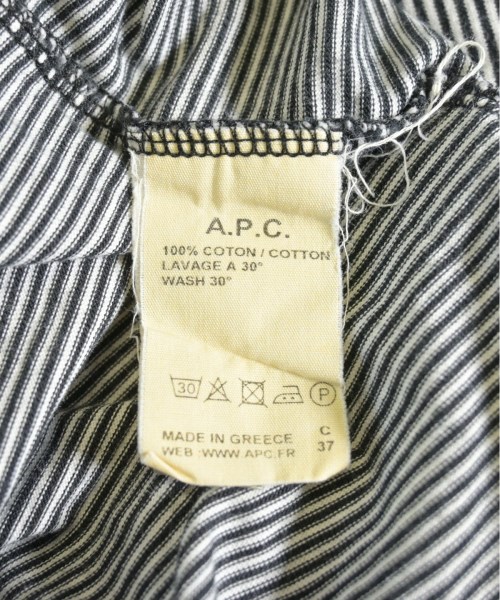 A.P.C.
100% COTON / COTTON
LAVAGE A 30°
WASH 30°
30 P
MADE IN GREECE C
WEB :WWW.APC.FR 37